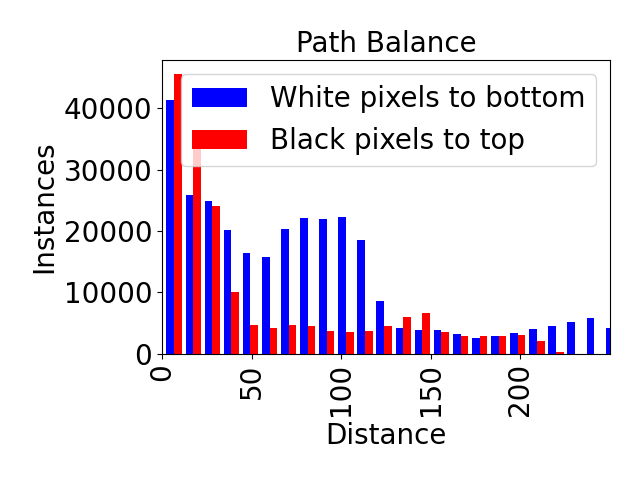 Path Balance
White pixels to bottom
Black pixels to top
Instances
40000
30000
20000
10000
0
0
50
100
150
200
Distance